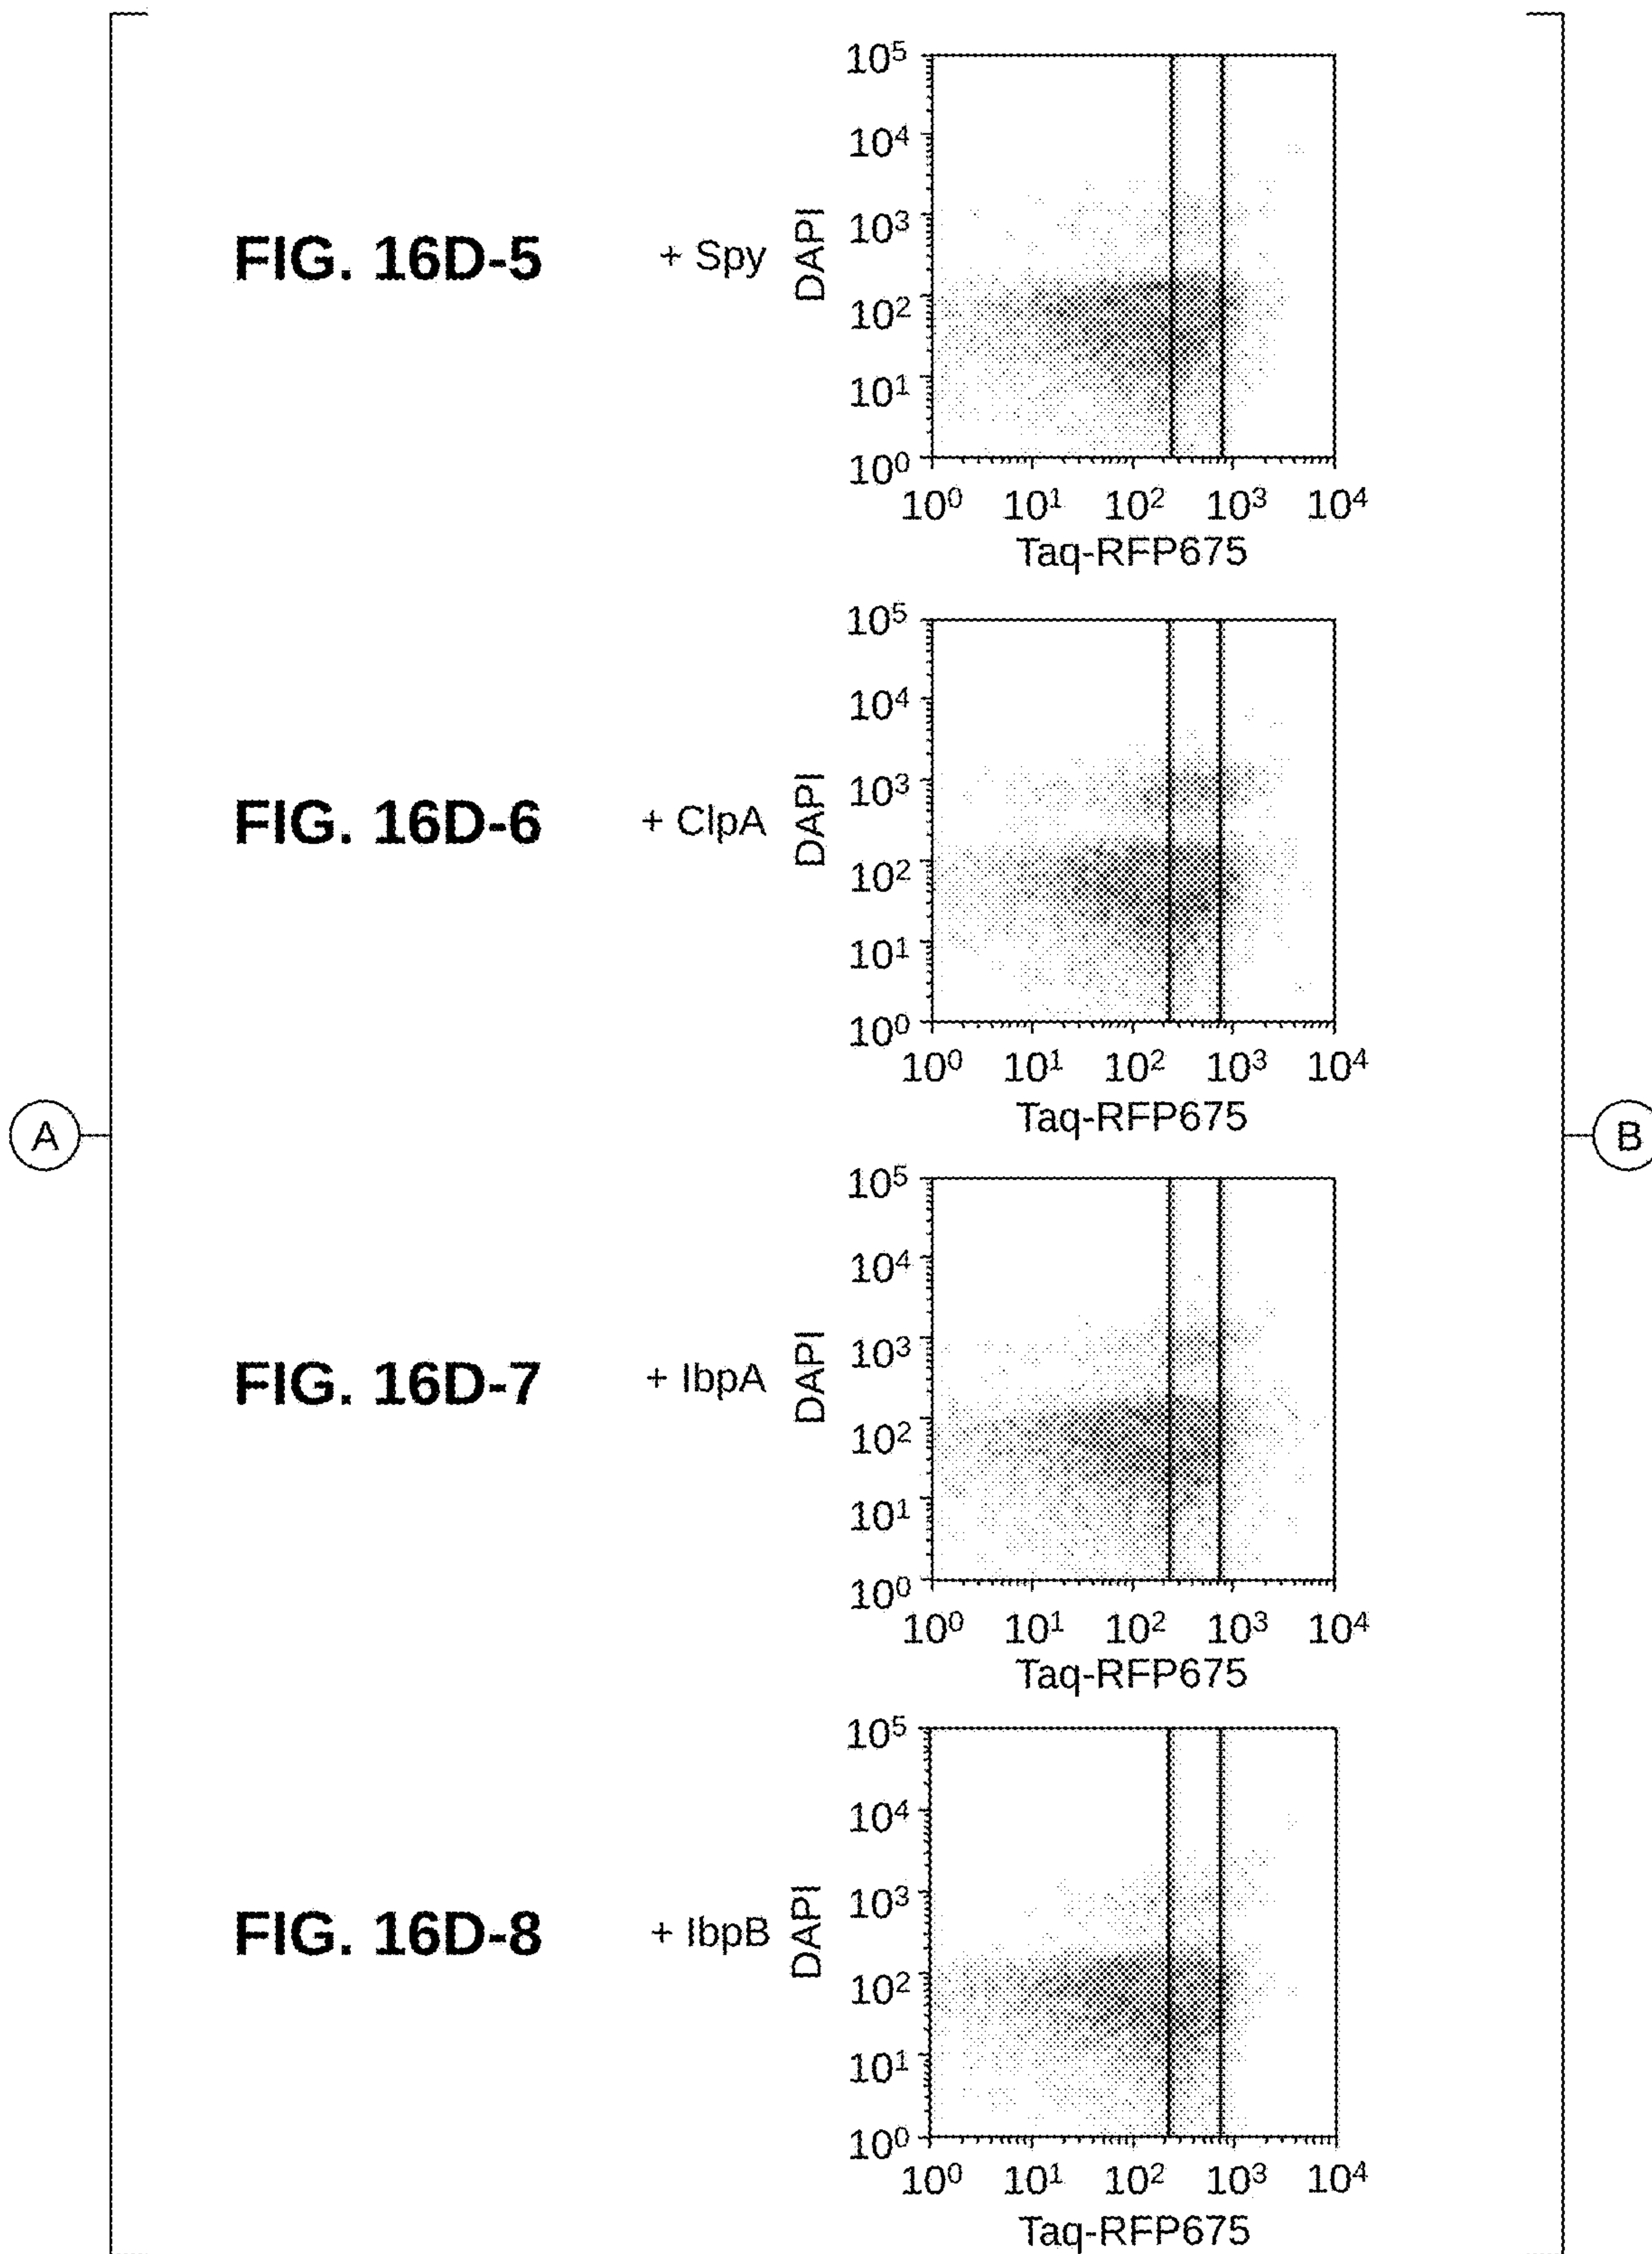 FIG. 16D-5
+ Spy
DAPI
10⁵
10⁴
10³
10²
10¹
10⁰
10⁰ 10¹ 10² 10³ 10⁴
Taq-RFP675
FIG. 16D-6
+ ClpA
DAPI
10⁵
10⁴
10³
10²
10¹
10⁰
10⁰ 10¹ 10² 10³ 10⁴
Taq-RFP675
A
B
FIG. 16D-7
+ IbpA
DAPI
10⁵
10⁴
10³
10²
10¹
10⁰
10⁰ 10¹ 10² 10³ 10⁴
Taq-RFP675
FIG. 16D-8
+ IbpB
DAPI
10⁵
10⁴
10³
10²
10¹
10⁰
10⁰ 10¹ 10² 10³ 10⁴
Taq-RFP675